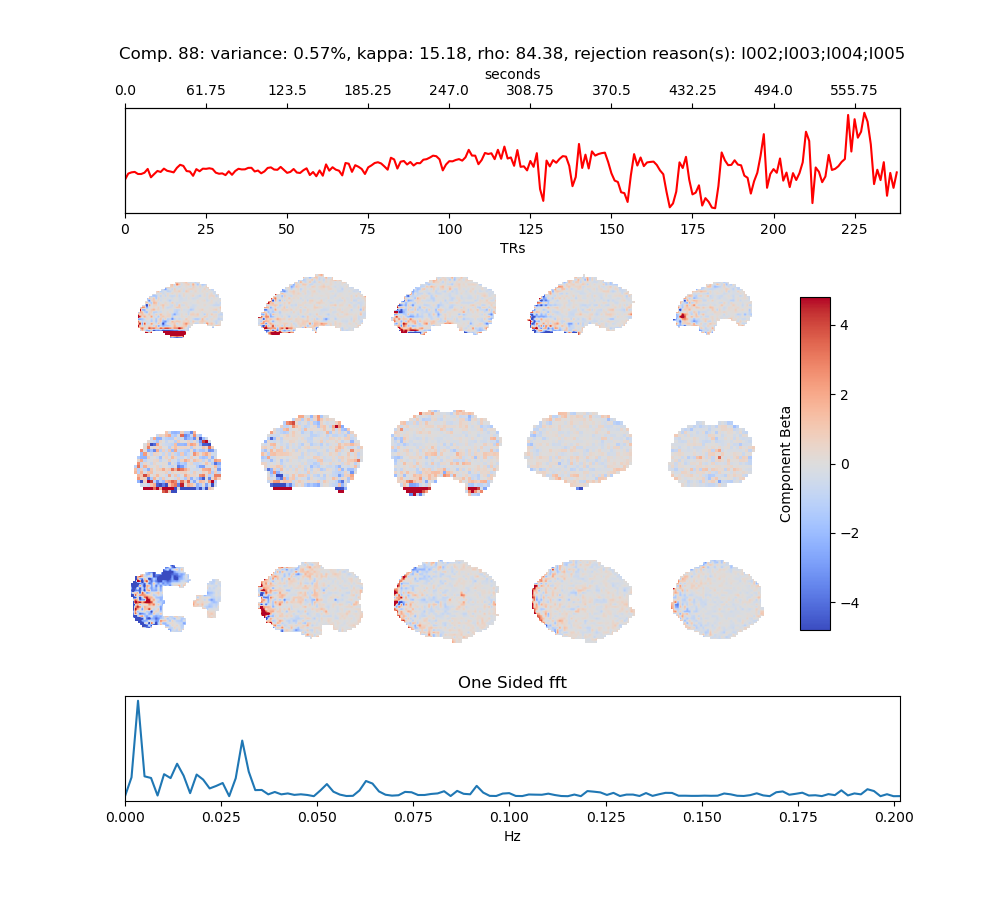 Comp. 88: variance: 0.57%, kappa: 15.18, rho: 84.38, rejection reason(s): I002;I003;I004;I005
seconds
0.0 61.75 123.5 185.25 247.0 308.75 370.5 432.25 494.0 555.75
0 25 50 75 100 125 150 175 200 225
TRs
4
2
0
−2
−4
Component Beta
One Sided fft
0.000 0.025 0.050 0.075 0.100 0.125 0.150 0.175 0.200
Hz